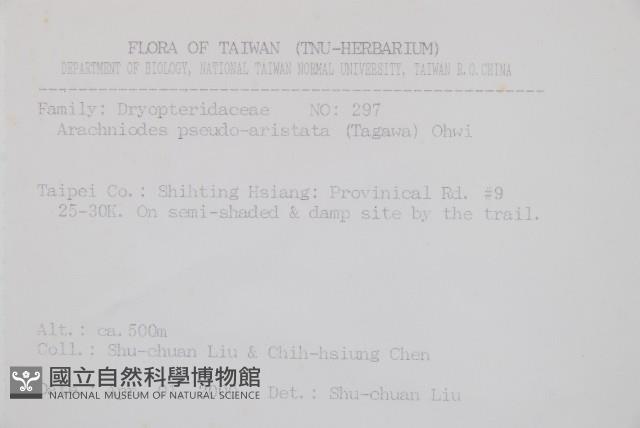 FLORA OF TAIWAN (TNU-HERBARIUM)
DEPARTMENT OF BIOLOGY, NATIONAL TAIWAN NORMAL UNIVERSITY, TAIWAN R.O.CHINA
Family: Dryopteridaceae NO: 297
Arachniodes pseudo-aristata (Tagawa) Ohwi
Taipei Co.: Shihting Hsiang: Provinical Rd. #9
25-30K. On semi-shaded & damp site by the trail.
Alt.: ca.500m
Coll.: Shu-chuan Liu & Chih-hsiung Chen
Det.: Shu-chuan Liu
國立自然科學博物館
NATIONAL MUSEUM OF NATURAL SCIENCE